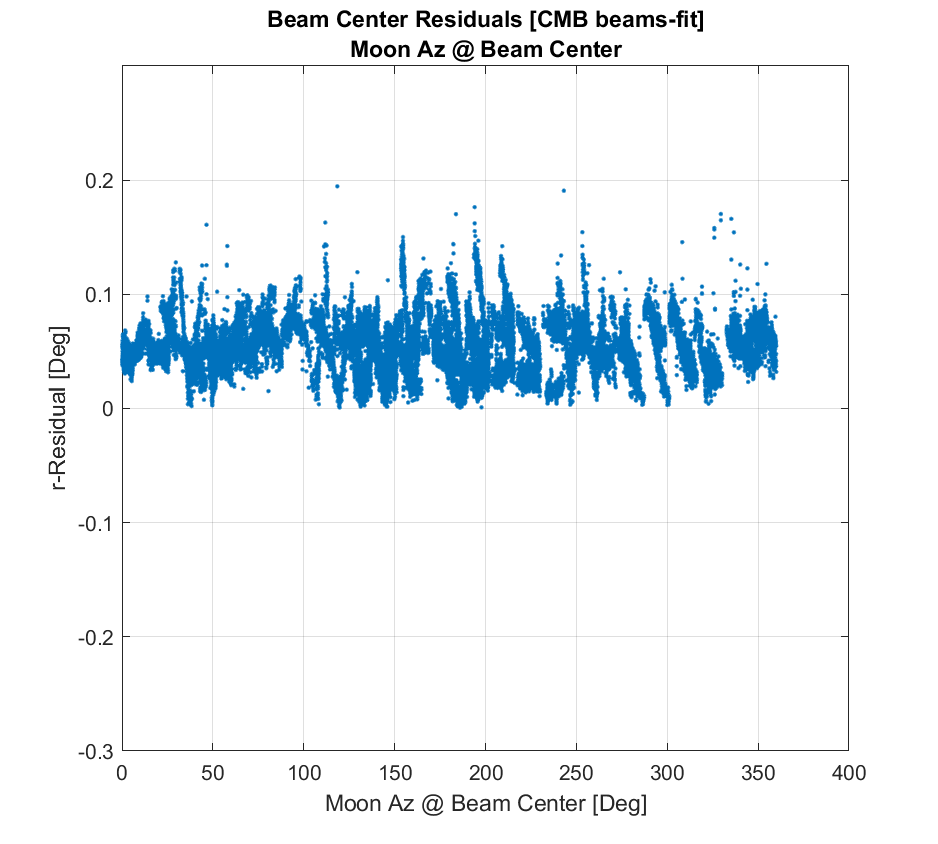 Beam Center Residuals [CMB beams-fit]
Moon Az @ Beam Center
0.2
0.1
0
-0.1
-0.2
-0.3
r-Residual [Deg]
0 50 100 150 200 250 300 350 400
Moon Az @ Beam Center [Deg]